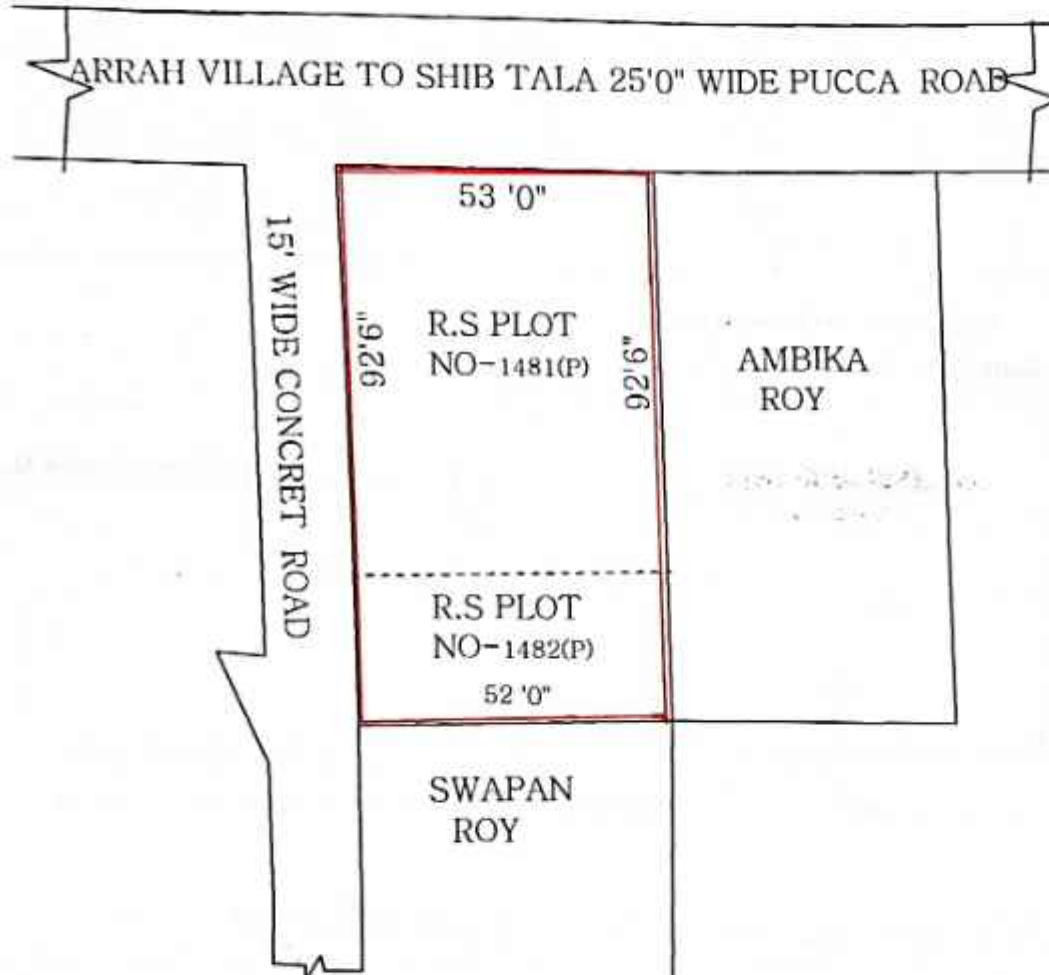 ARRAH VILLAGE TO SHIB TALA 25'0" WIDE PUCCA ROAD
53 '0"
15' WIDE CONCRET ROAD
92'6"
R.S PLOT
NO-1481(P)
92'6"
AMBIKA
ROY
R.S PLOT
NO-1482(P)
52 '0"
SWAPAN
ROY